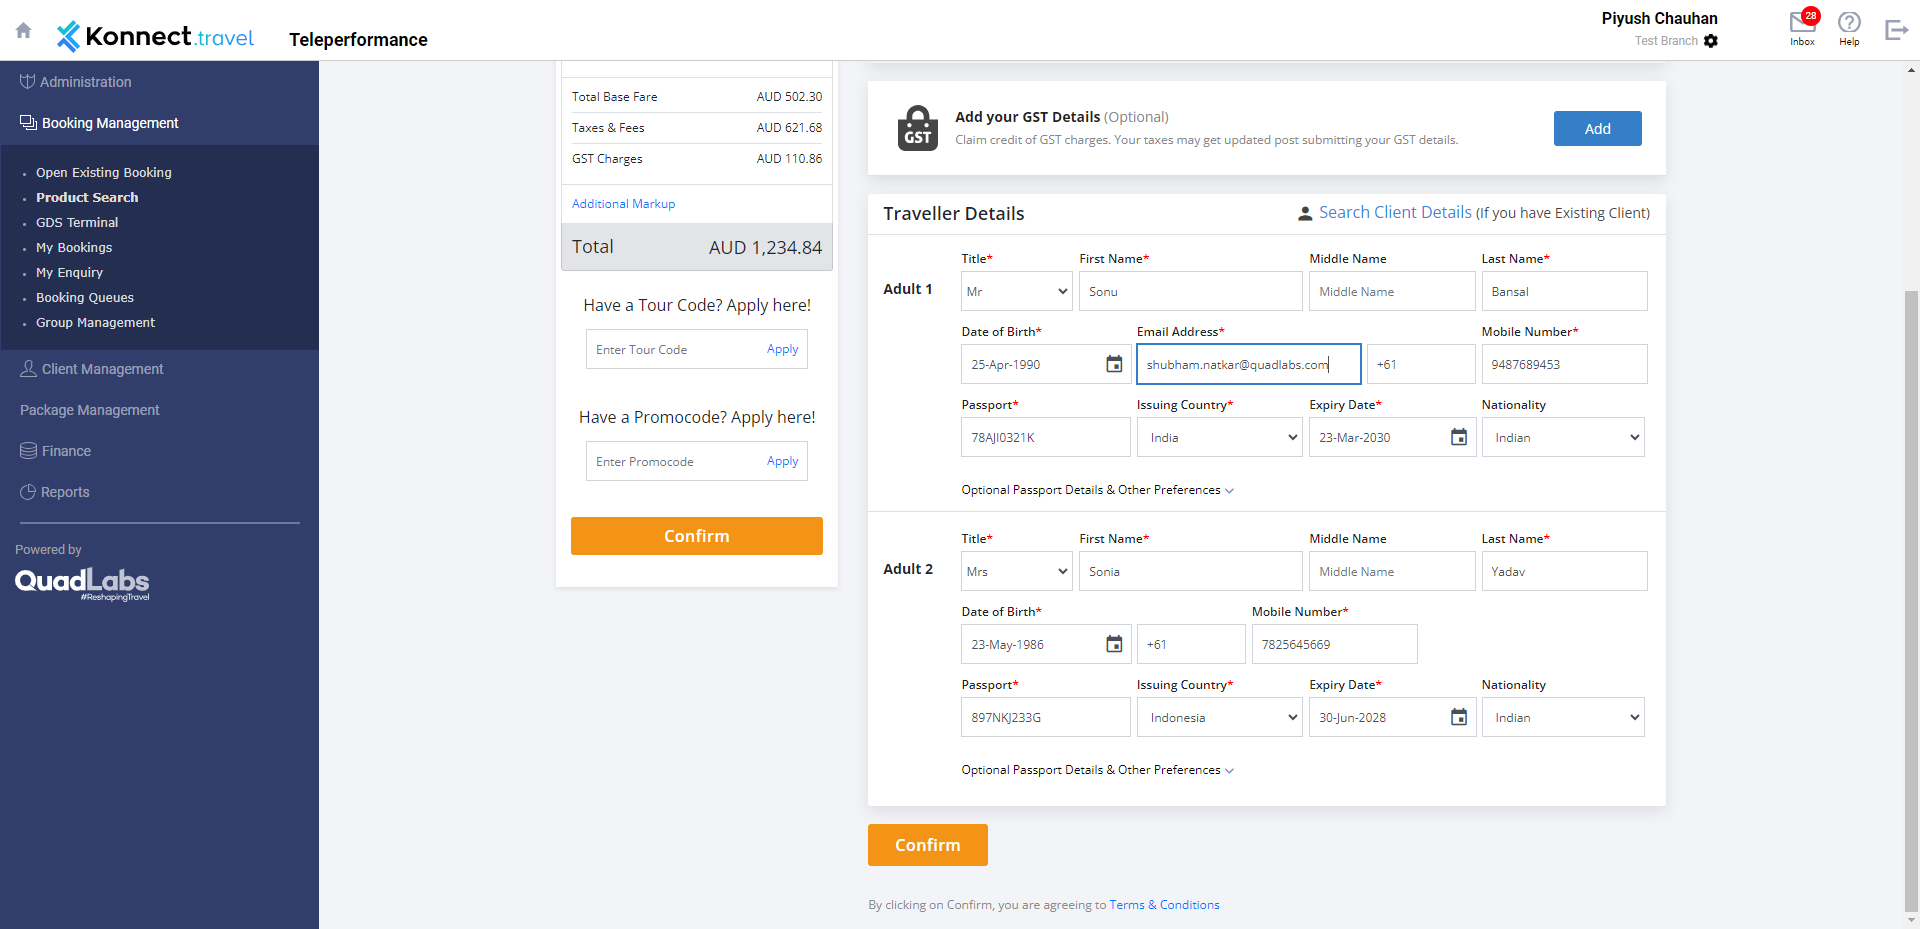 Konnect.travel
Teleperformance
Piyush Chauhan
Test Branch
28
Inbox
Help
Administration
Booking Management
Open Existing Booking
Product Search
GDS Terminal
My Bookings
My Enquiry
Booking Queues
Group Management
Client Management
Package Management
Finance
Reports
Powered by
QuadLabs
#ReshapingTravel
Total Base Fare AUD 502.30
Taxes & Fees AUD 621.68
GST Charges AUD 110.86
Additional Markup
Total AUD 1,234.84
Have a Tour Code? Apply here!
Enter Tour Code Apply
Have a Promocode? Apply here!
Enter Promocode Apply
Confirm
GST
Add your GST Details (Optional)
Claim credit of GST charges. Your taxes may get updated post submitting your GST details.
Add
Traveller Details
Search Client Details (If you have Existing Client)
Adult 1
Title* First Name* Middle Name Last Name*
Mr Sonu Middle Name Bansal
Date of Birth* Email Address* Mobile Number*
25-Apr-1990 shubham.natkar@quadlabs.com +61 9487689453
Passport* Issuing Country* Expiry Date* Nationality
78AJI0321K India 23-Mar-2030 Indian
Optional Passport Details & Other Preferences
Adult 2
Title* First Name* Middle Name Last Name*
Mrs Sonia Middle Name Yadav
Date of Birth* Mobile Number*
23-May-1986 +61 7825645669
Passport* Issuing Country* Expiry Date* Nationality
897NKJ233G Indonesia 30-Jun-2028 Indian
Optional Passport Details & Other Preferences
Confirm
By clicking on Confirm, you are agreeing to Terms & Conditions